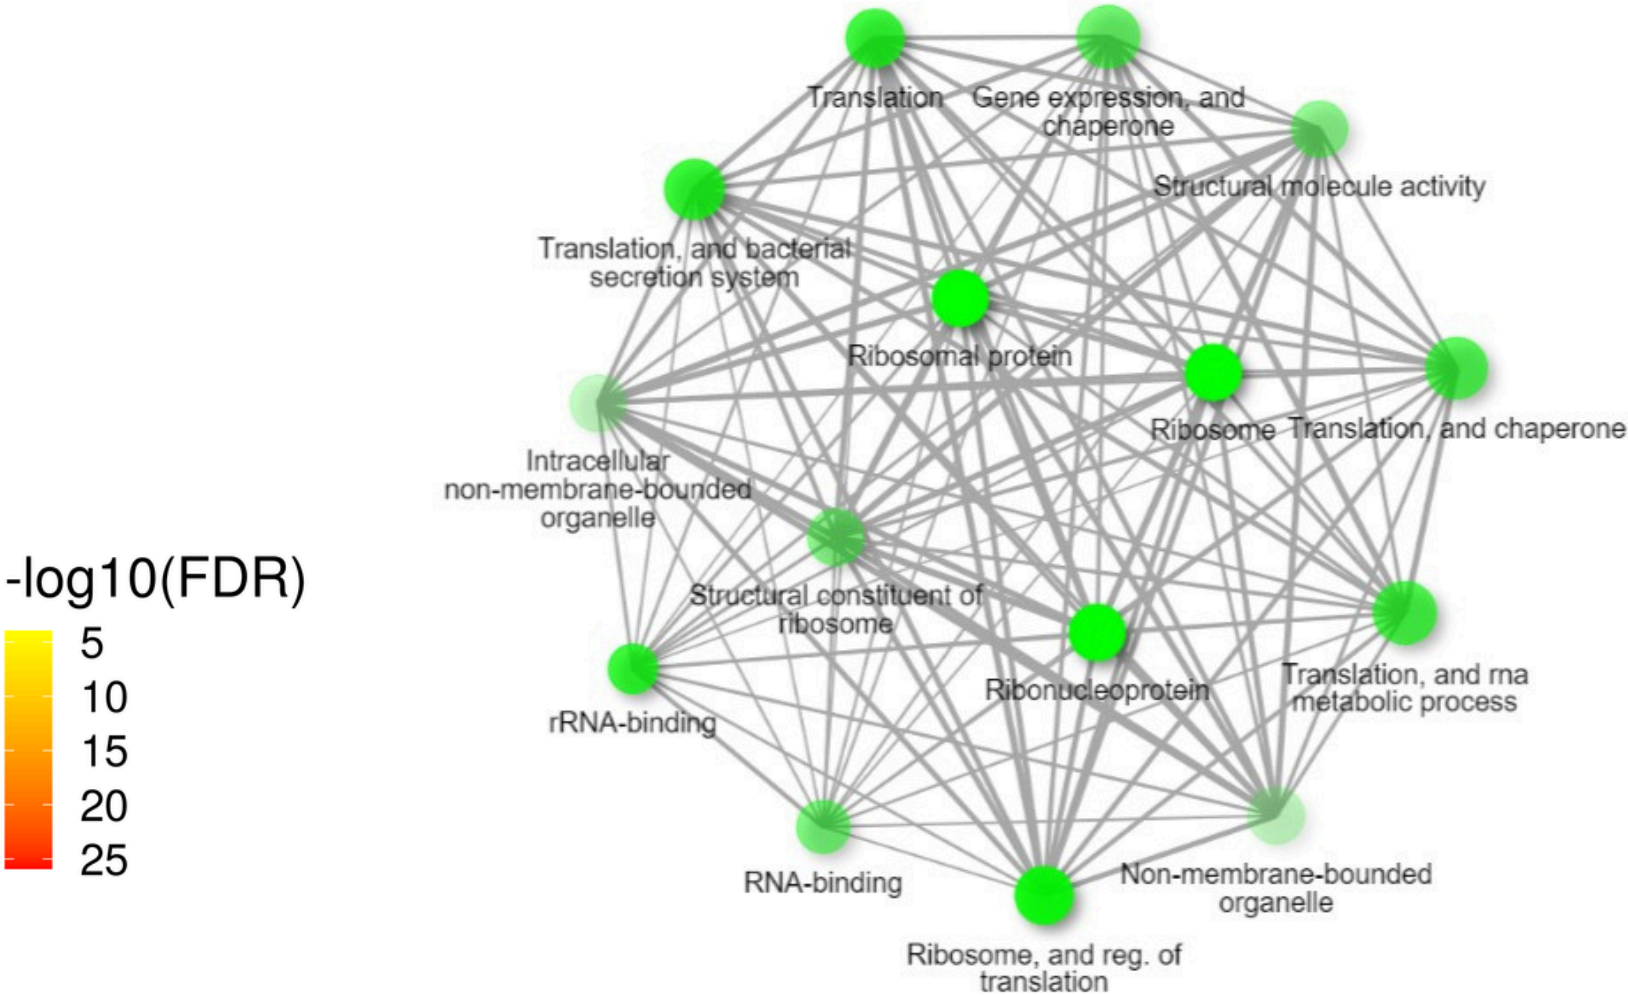 Translation
Gene expression, and
chaperone
Structural molecule activity
Translation, and bacterial
secretion system
Ribosomal protein
Ribosome
Translation, and chaperone
Intracellular
non-membrane-bounded
organelle
-log10(FDR)
5
10
15
20
25
Structural constituent of
ribosome
Ribonucleoprotein
Translation, and rna
metabolic process
rRNA-binding
RNA-binding
Non-membrane-bounded
organelle
Ribosome, and reg. of
translation